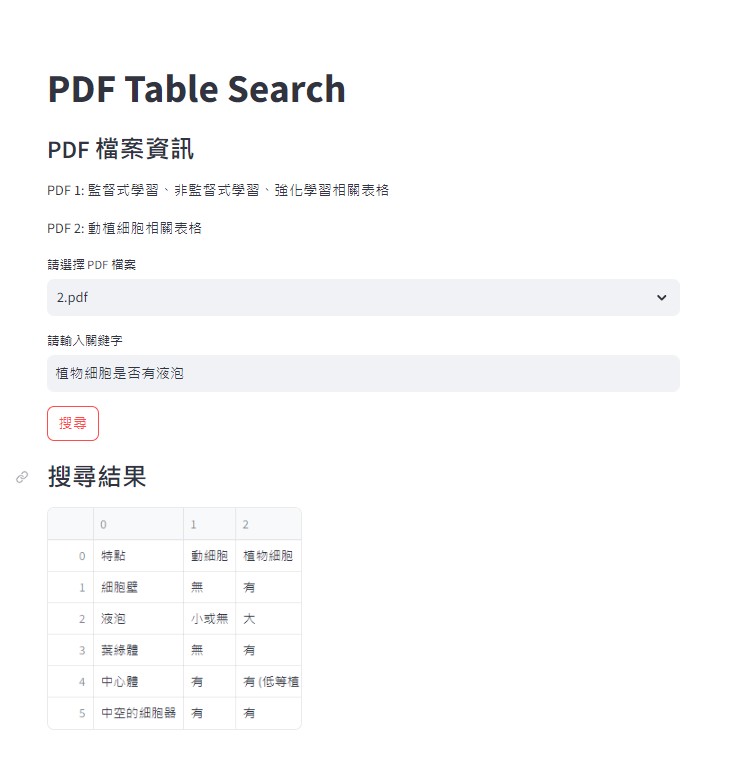 PDF Table Search
PDF 檔案資訊
PDF 1: 監督式學習、非監督式學習、強化學習相關表格
PDF 2: 動植細胞相關表格
請選擇 PDF 檔案
2.pdf
請輸入關鍵字
植物細胞是否有液泡
搜尋
搜尋結果
0 1 2
0 特點 動細胞 植物細胞
1 細胞壁 無 有
2 液泡 小或無 大
3 葉綠體 無 有
4 中心體 有 有 (低等植
5 中空的細胞器 有 有